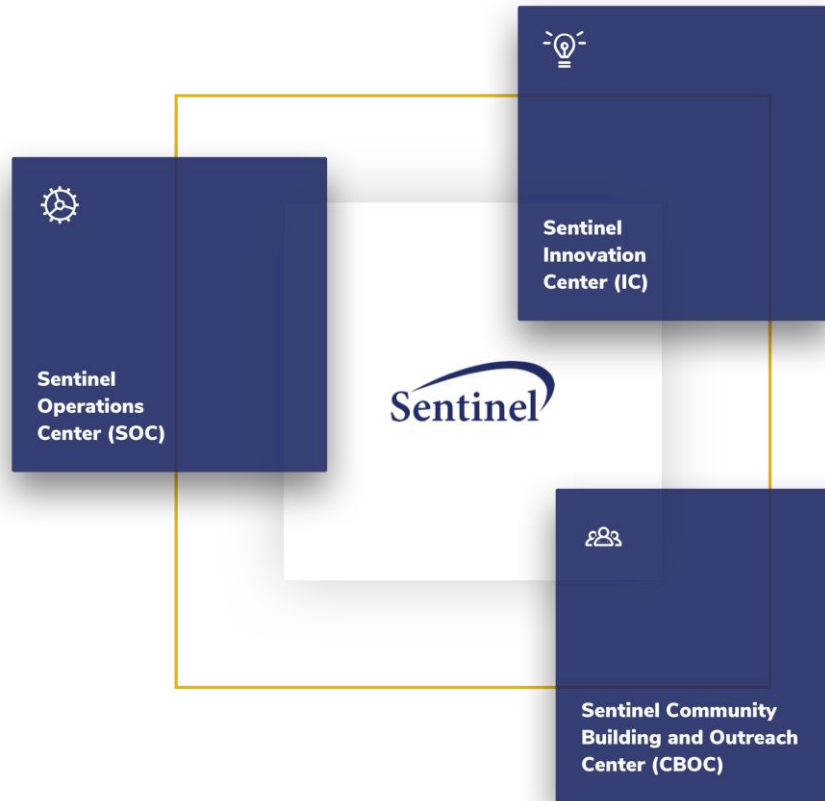 Sentinel
Innovation
Center (IC)
Sentinel
Operations
Center (SOC)
Sentinel
Sentinel Community
Building and Outreach
Center (CBOC)